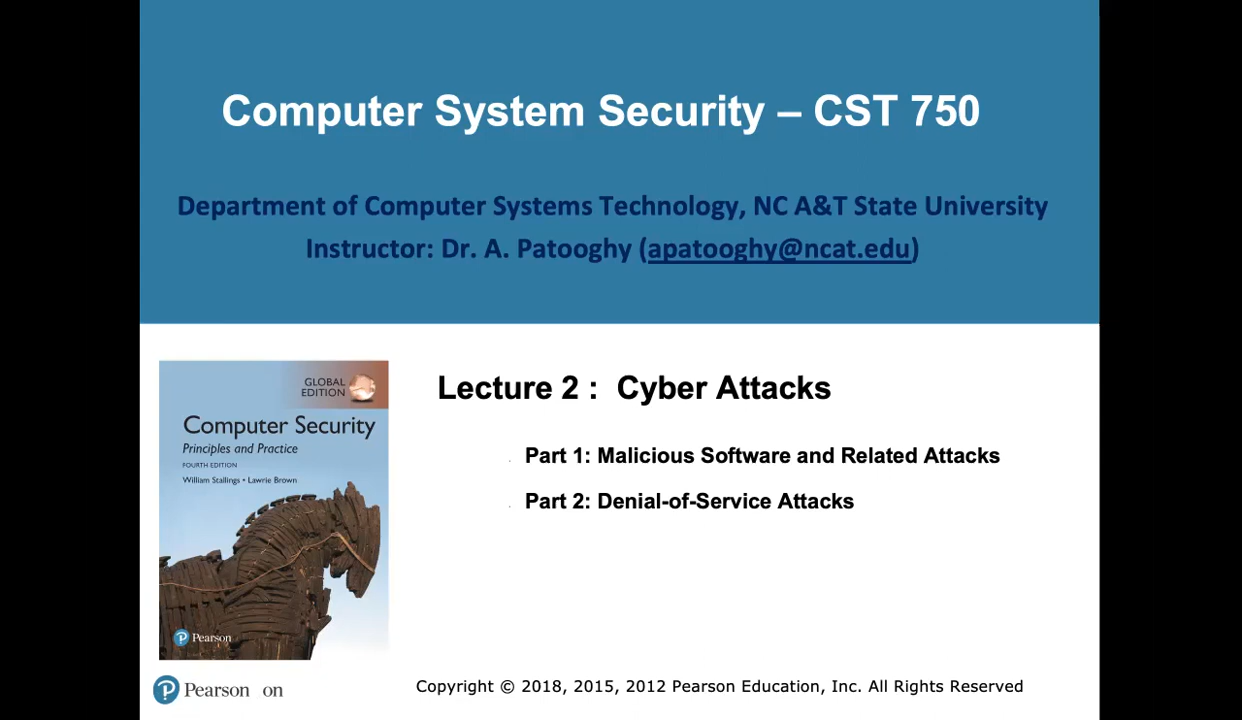 Computer System Security – CST 750
Department of Computer Systems Technology, NC A&T State University
Instructor: Dr. A. Patooghy (apatooghy@ncat.edu)
GLOBAL
EDITION
Computer Security
Principles and Practice
FOURTH EDITION
William Stallings • Lawrie Brown
Pearson
Lecture 2 : Cyber Attacks
Part 1: Malicious Software and Related Attacks
Part 2: Denial-of-Service Attacks
Pearson on
Copyright © 2018, 2015, 2012 Pearson Education, Inc. All Rights Reserved